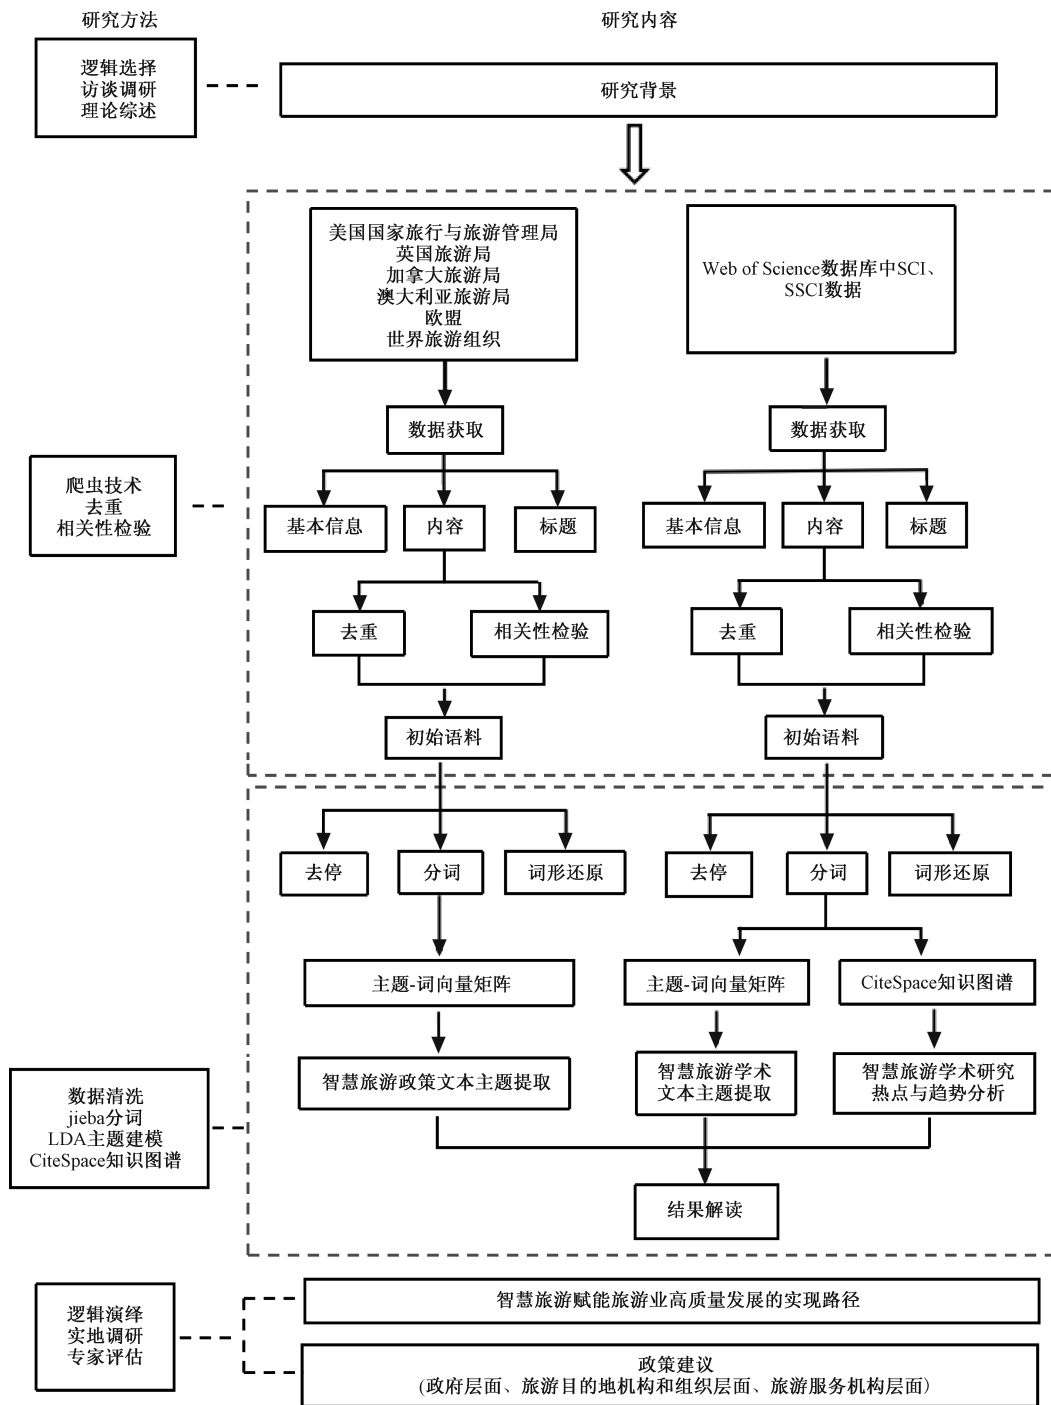 研究方法
研究内容
逻辑选择
访谈调研
理论综述
研究背景
美国国家旅行与旅游管理局
英国旅游局
加拿大旅游局
澳大利亚旅游局
欧盟
世界旅游组织
Web of Science数据库中SCI、
SSCI数据
数据获取
数据获取
爬虫技术
去重
相关性检验
基本信息
内容
标题
基本信息
内容
标题
去重
相关性检验
去重
相关性检验
初始语料
初始语料
去停
分词
词形还原
去停
分词
词形还原
主题-词向量矩阵
主题-词向量矩阵
CiteSpace知识图谱
智慧旅游政策文本主题提取
智慧旅游学术
文本主题提取
智慧旅游学术研究
热点与趋势分析
数据清洗
jieba分词
LDA主题建模
CiteSpace知识图谱
结果解读
逻辑演绎
实地调研
专家评估
智慧旅游赋能旅游业高质量发展的实现路径
政策建议
(政府层面、旅游目的地机构和组织层面、旅游服务机构层面)